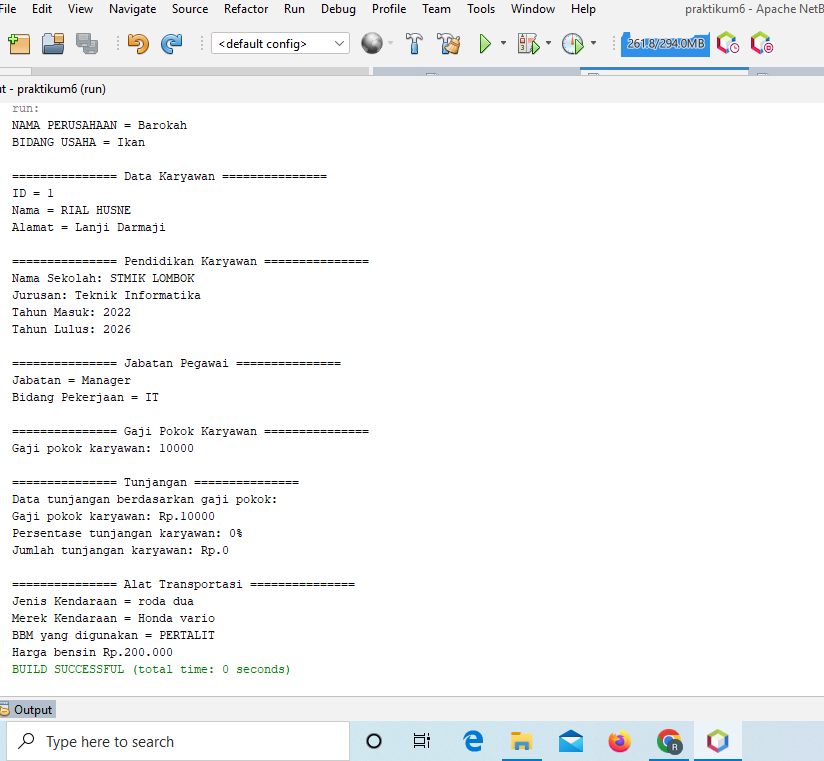 File Edit View Navigate Source Refactor Run Debug Profile Team Tools Window Help praktikum6 - Apache NetB
<default config> 261.8/294.0MB
ut - praktikum6 (run)
run:
NAMA PERUSAHAAN = Barokah
BIDANG USAHA = Ikan
=============== Data Karyawan ===============
ID = 1
Nama = RIAL HUSNE
Alamat = Lanji Darmaji
=============== Pendidikan Karyawan ===============
Nama Sekolah: STMIK LOMBOK
Jurusan: Teknik Informatika
Tahun Masuk: 2022
Tahun Lulus: 2026
=============== Jabatan Pegawai ===============
Jabatan = Manager
Bidang Pekerjaan = IT
=============== Gaji Pokok Karyawan ===============
Gaji pokok karyawan: 10000
=============== Tunjangan ===============
Data tunjangan berdasarkan gaji pokok:
Gaji pokok karyawan: Rp.10000
Persentase tunjangan karyawan: 0%
Jumlah tunjangan karyawan: Rp.0
=============== Alat Transportasi ===============
Jenis Kendaraan = roda dua
Merek Kendaraan = Honda vario
BBM yang digunakan = PERTALIT
Harga bensin Rp.200.000
BUILD SUCCESSFUL (total time: 0 seconds)
Output
Type here to search